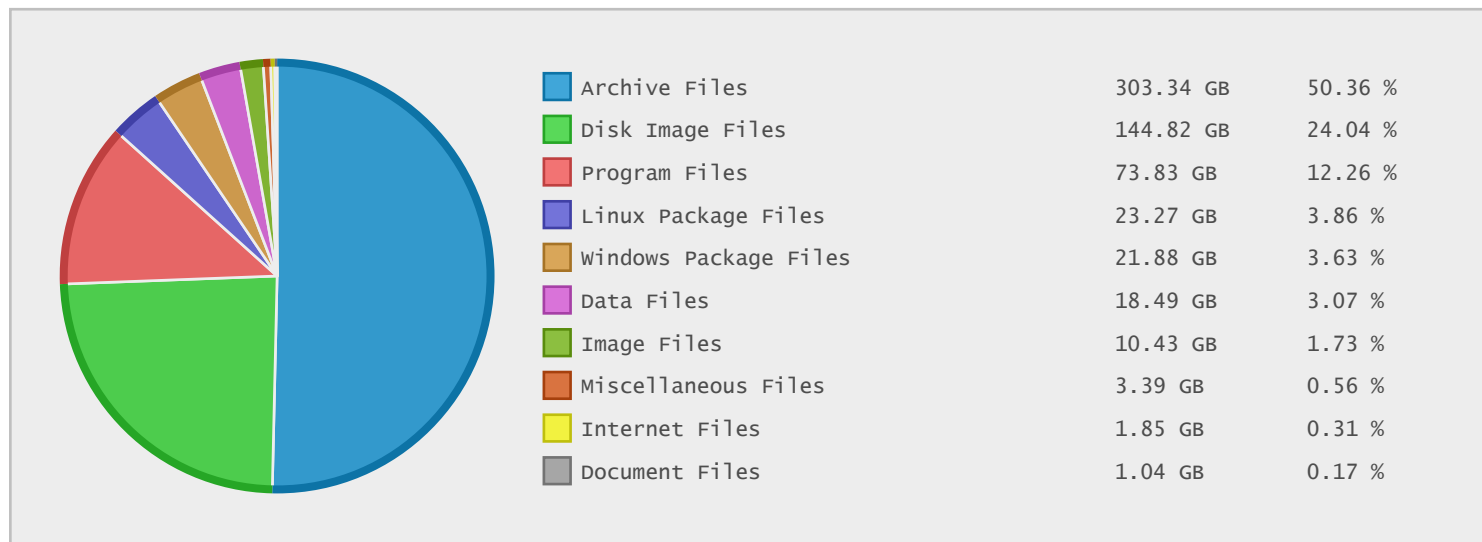 Archive Files 303.34 GB 50.36 %
Disk Image Files 144.82 GB 24.04 %
Program Files 73.83 GB 12.26 %
Linux Package Files 23.27 GB 3.86 %
Windows Package Files 21.88 GB 3.63 %
Data Files 18.49 GB 3.07 %
Image Files 10.43 GB 1.73 %
Miscellaneous Files 3.39 GB 0.56 %
Internet Files 1.85 GB 0.31 %
Document Files 1.04 GB 0.17 %